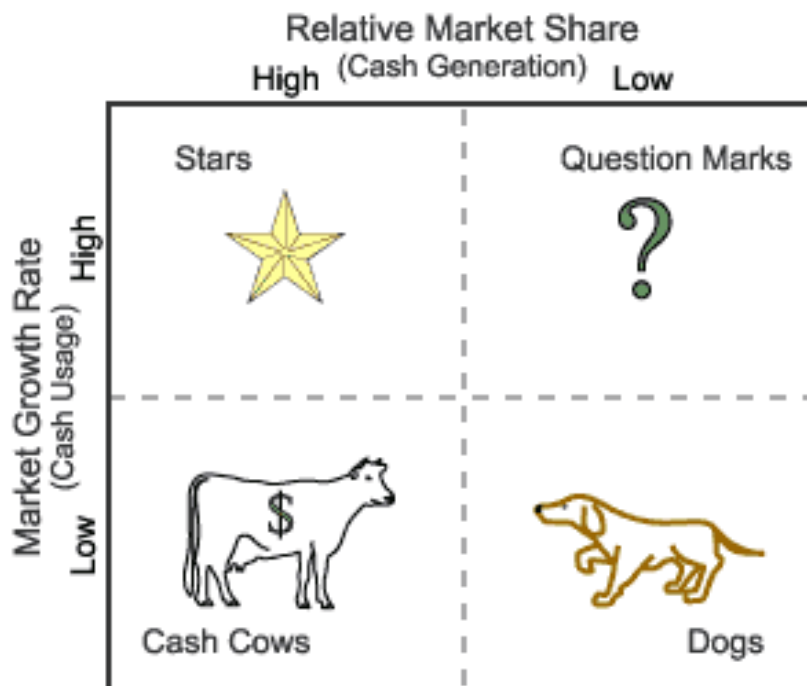 Relative Market Share
(Cash Generation)
High
Low
Stars
Question Marks
?
Market Growth Rate
(Cash Usage)
High
Low
$
Cash Cows
Dogs